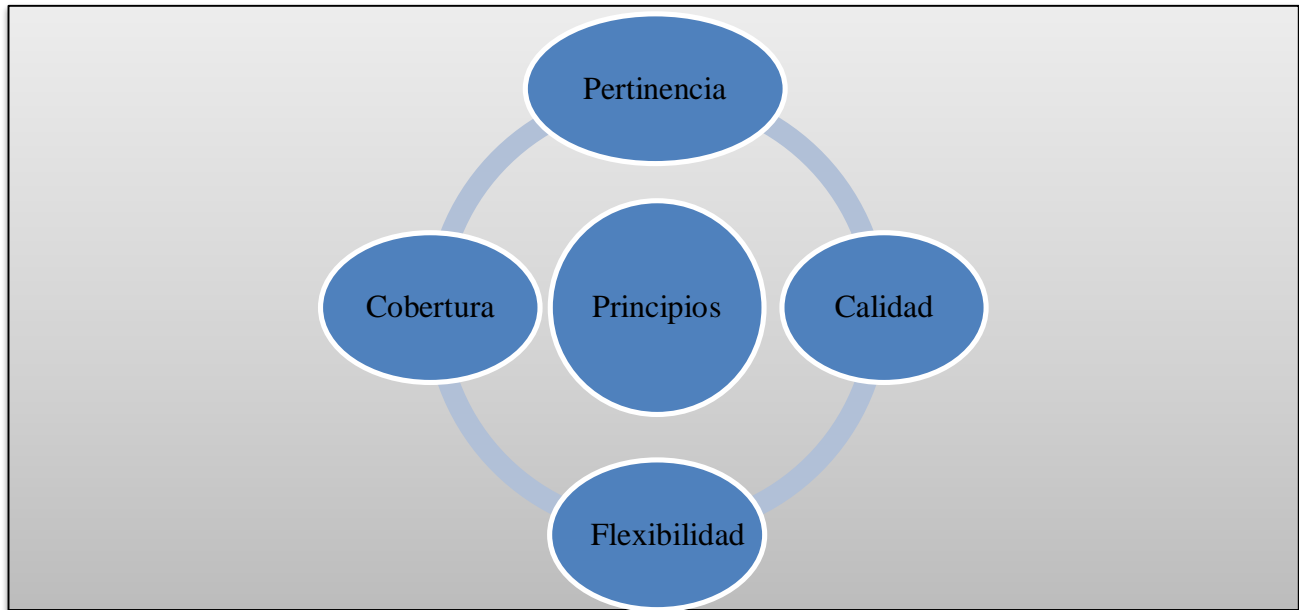 Pertinencia
Cobertura
Principios
Calidad
Flexibilidad